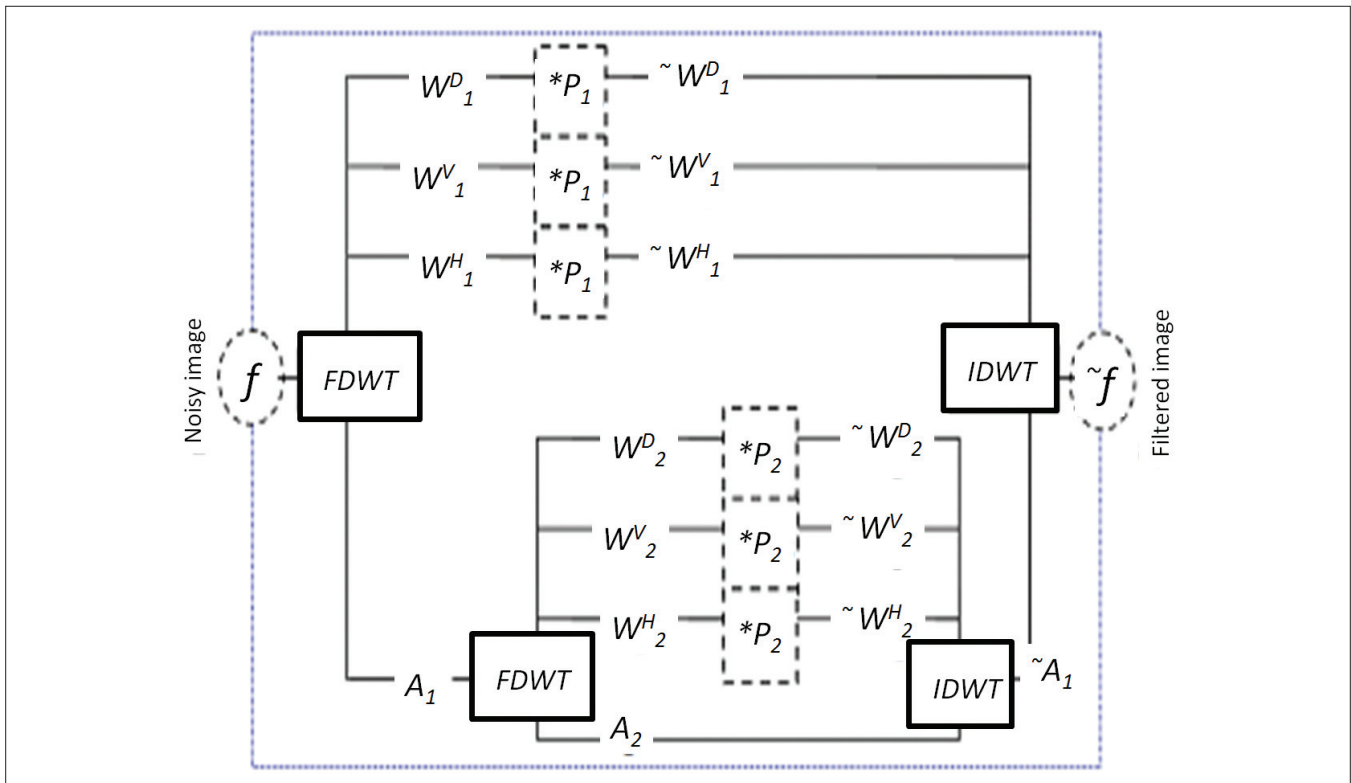 W^D_1 *P_1 ~W^D_1
W^V_1 *P_1 ~W^V_1
W^H_1 *P_1 ~W^H_1
Noisy image
f
FDWT
IDWT
~f
Filtered image
W^D_2 *P_2 ~W^D_2
W^V_2 *P_2 ~W^V_2
W^H_2 *P_2 ~W^H_2
A_1
FDWT
IDWT
~A_1
A_2